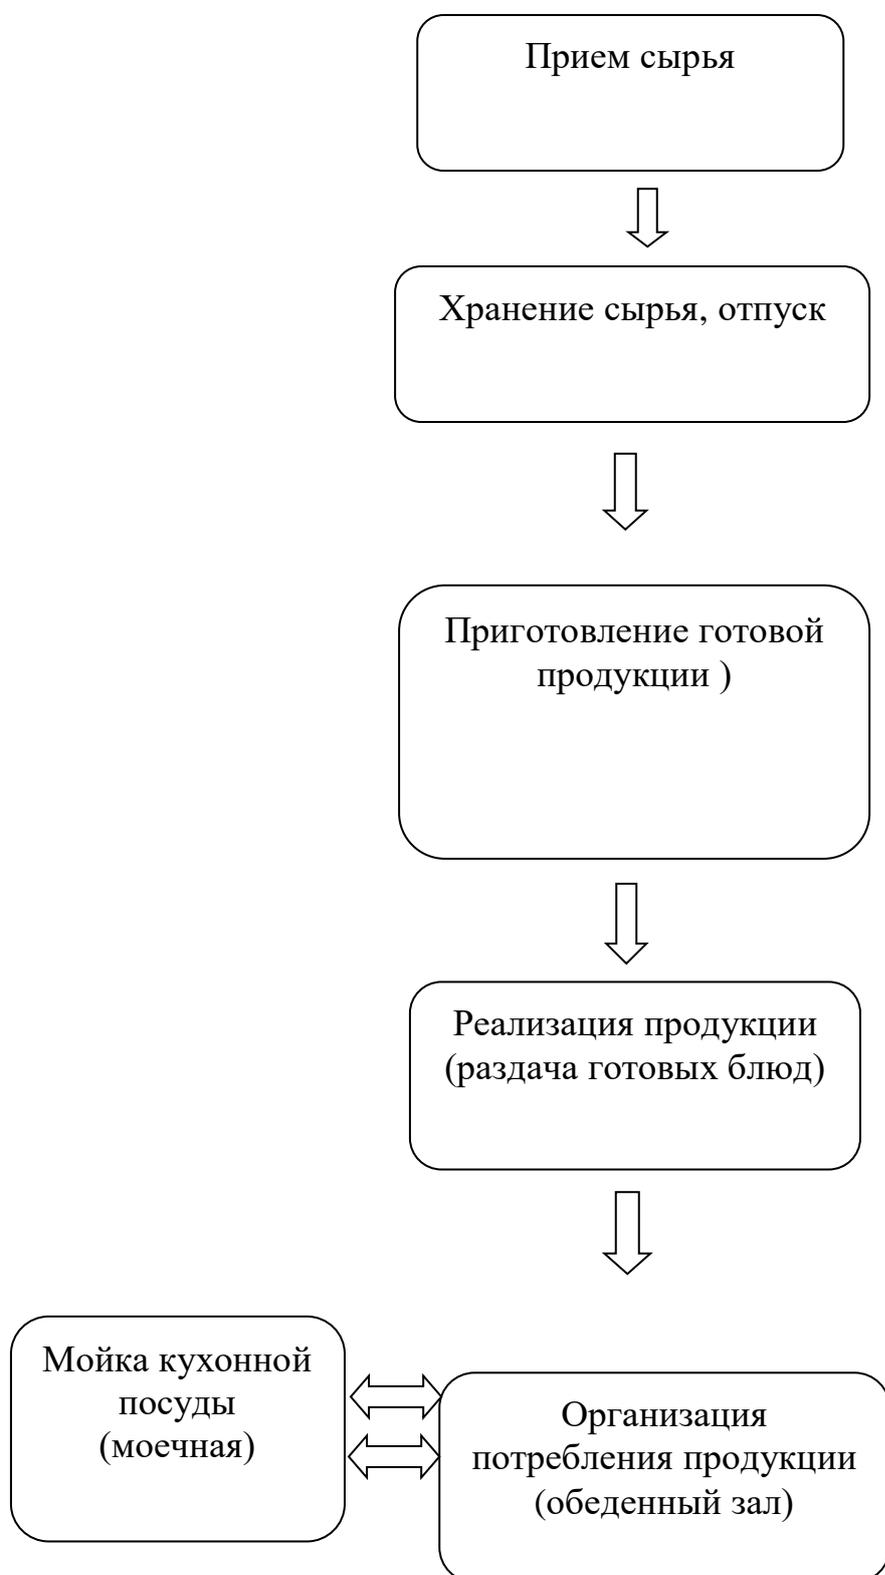 Прием сырья
Хранение сырья, отпуск
Приготовление готовой
продукции )
Реализация продукции
(раздача готовых блюд)
Мойка кухонной
посуды
(моечная)
Организация
потребления продукции
(обеденный зал)